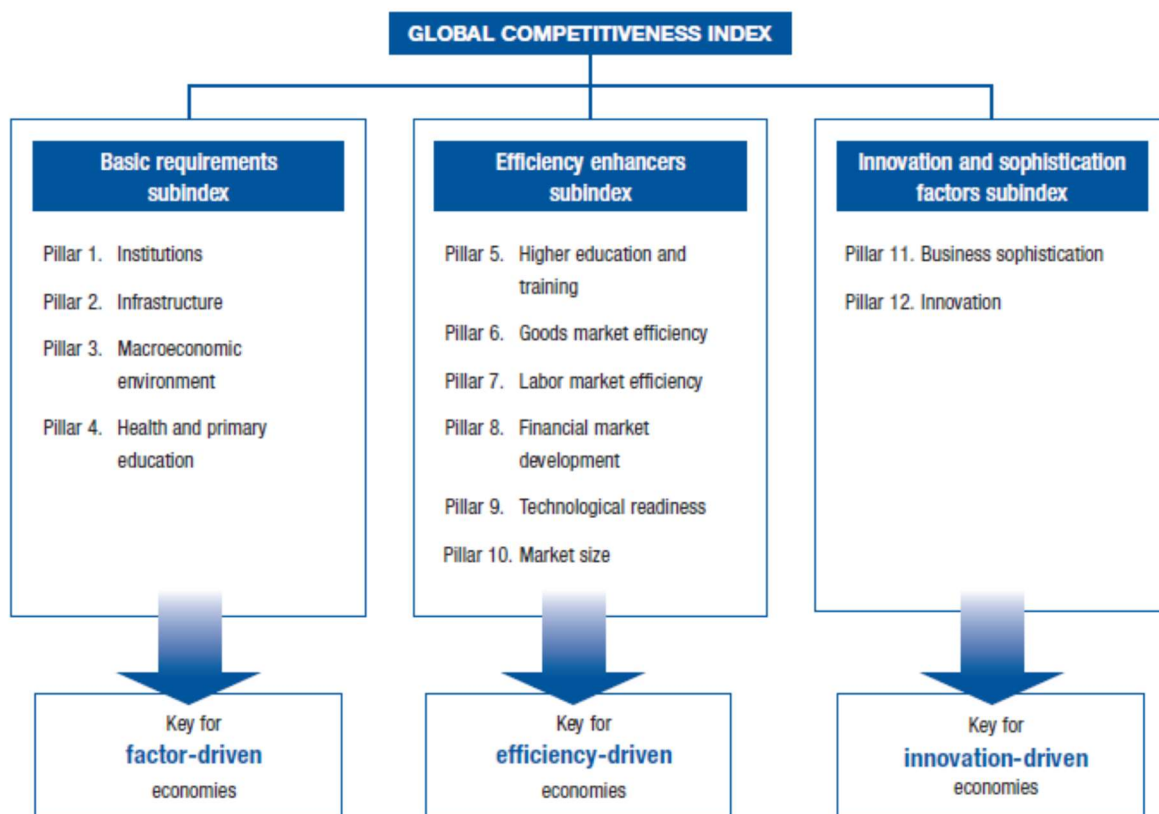 GLOBAL COMPETITIVENESS INDEX
Basic requirements
subindex
Pillar 1. Institutions
Pillar 2. Infrastructure
Pillar 3. Macroeconomic
environment
Pillar 4. Health and primary
education
Key for
factor-driven
economies
Efficiency enhancers
subindex
Pillar 5. Higher education and
training
Pillar 6. Goods market efficiency
Pillar 7. Labor market efficiency
Pillar 8. Financial market
development
Pillar 9. Technological readiness
Pillar 10. Market size
Key for
efficiency-driven
economies
Innovation and sophistication
factors subindex
Pillar 11. Business sophistication
Pillar 12. Innovation
Key for
innovation-driven
economies